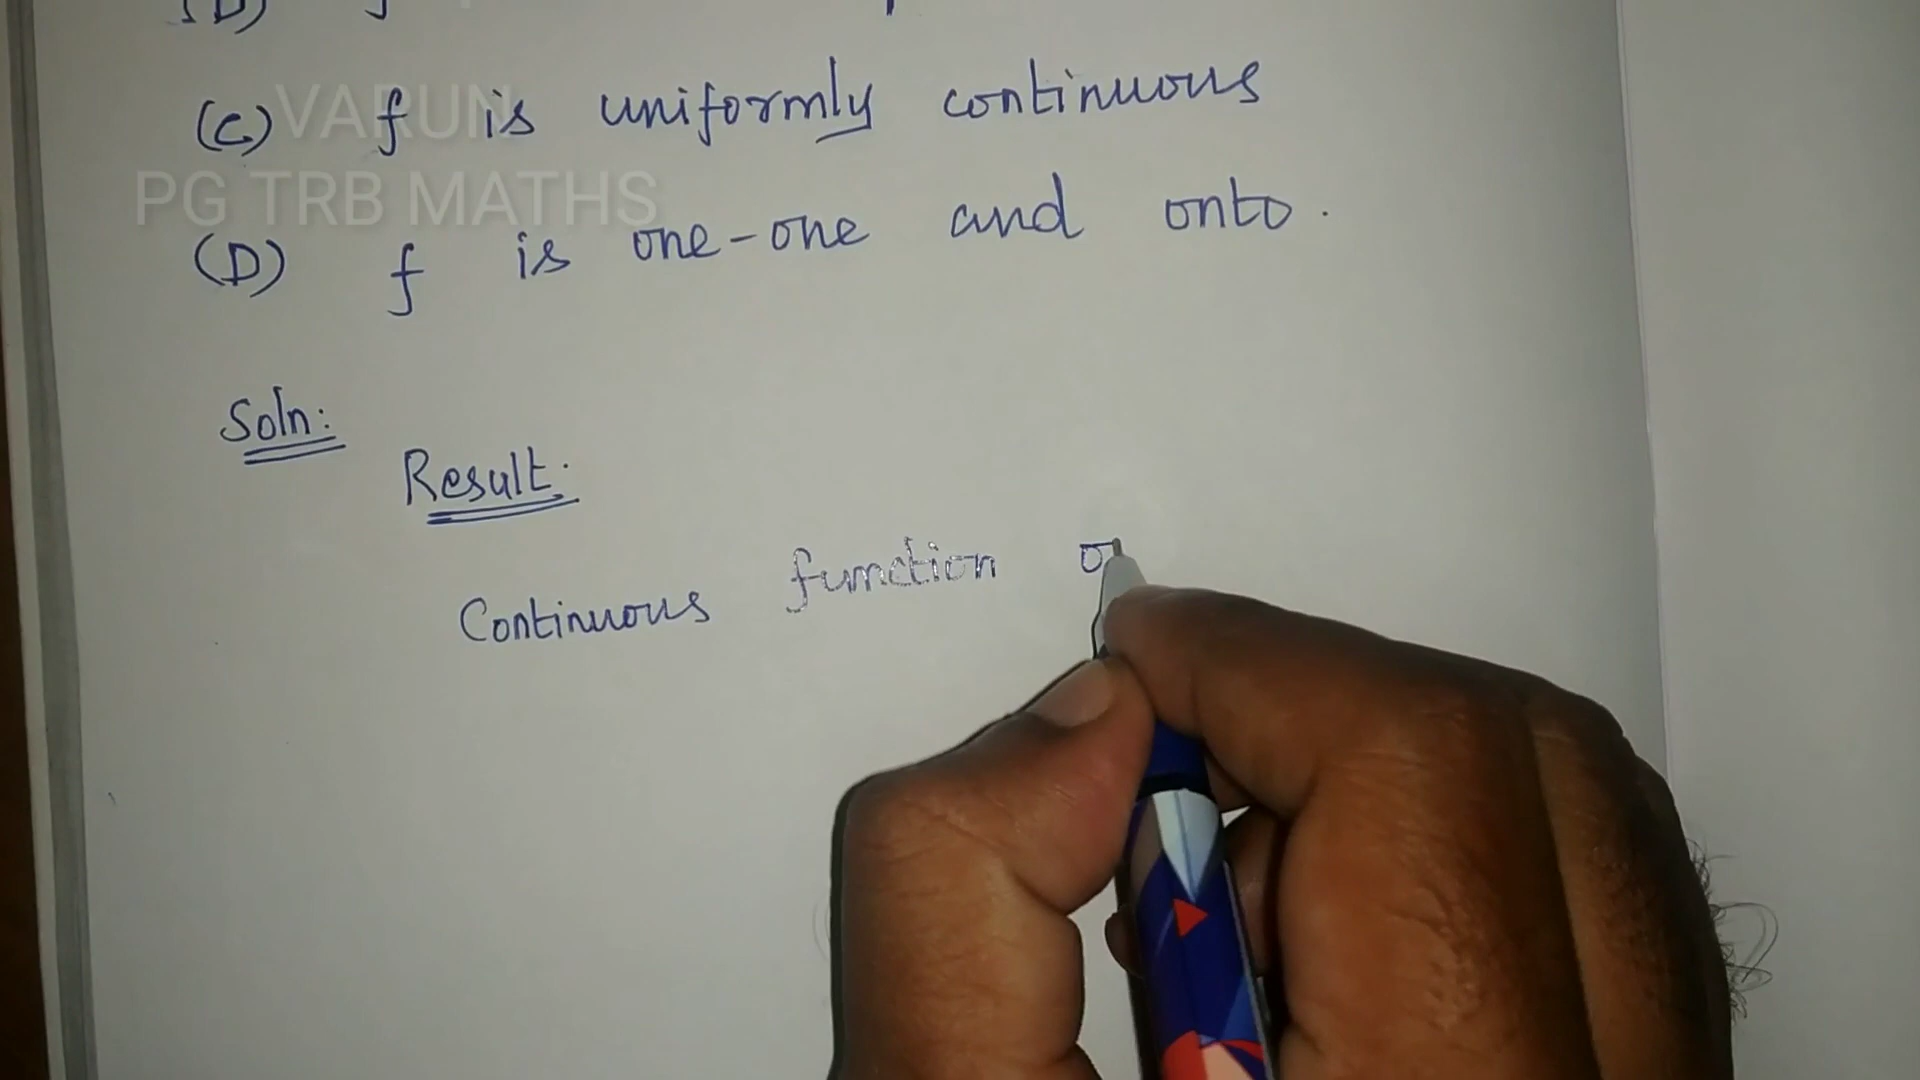 (C) f is uniformly continuous
VARUN
PG TRB MATHS
(D) f is one-one and onto.
Soln:
Result:
Continuous function